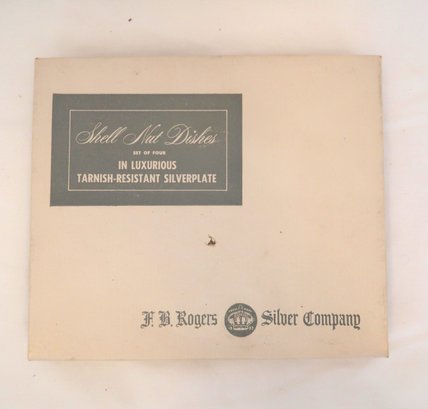 Shell Nut Dishes
SET OF FOUR
IN LUXURIOUS
TARNISH-RESISTANT SILVERPLATE
F. B. Rogers Silver Company